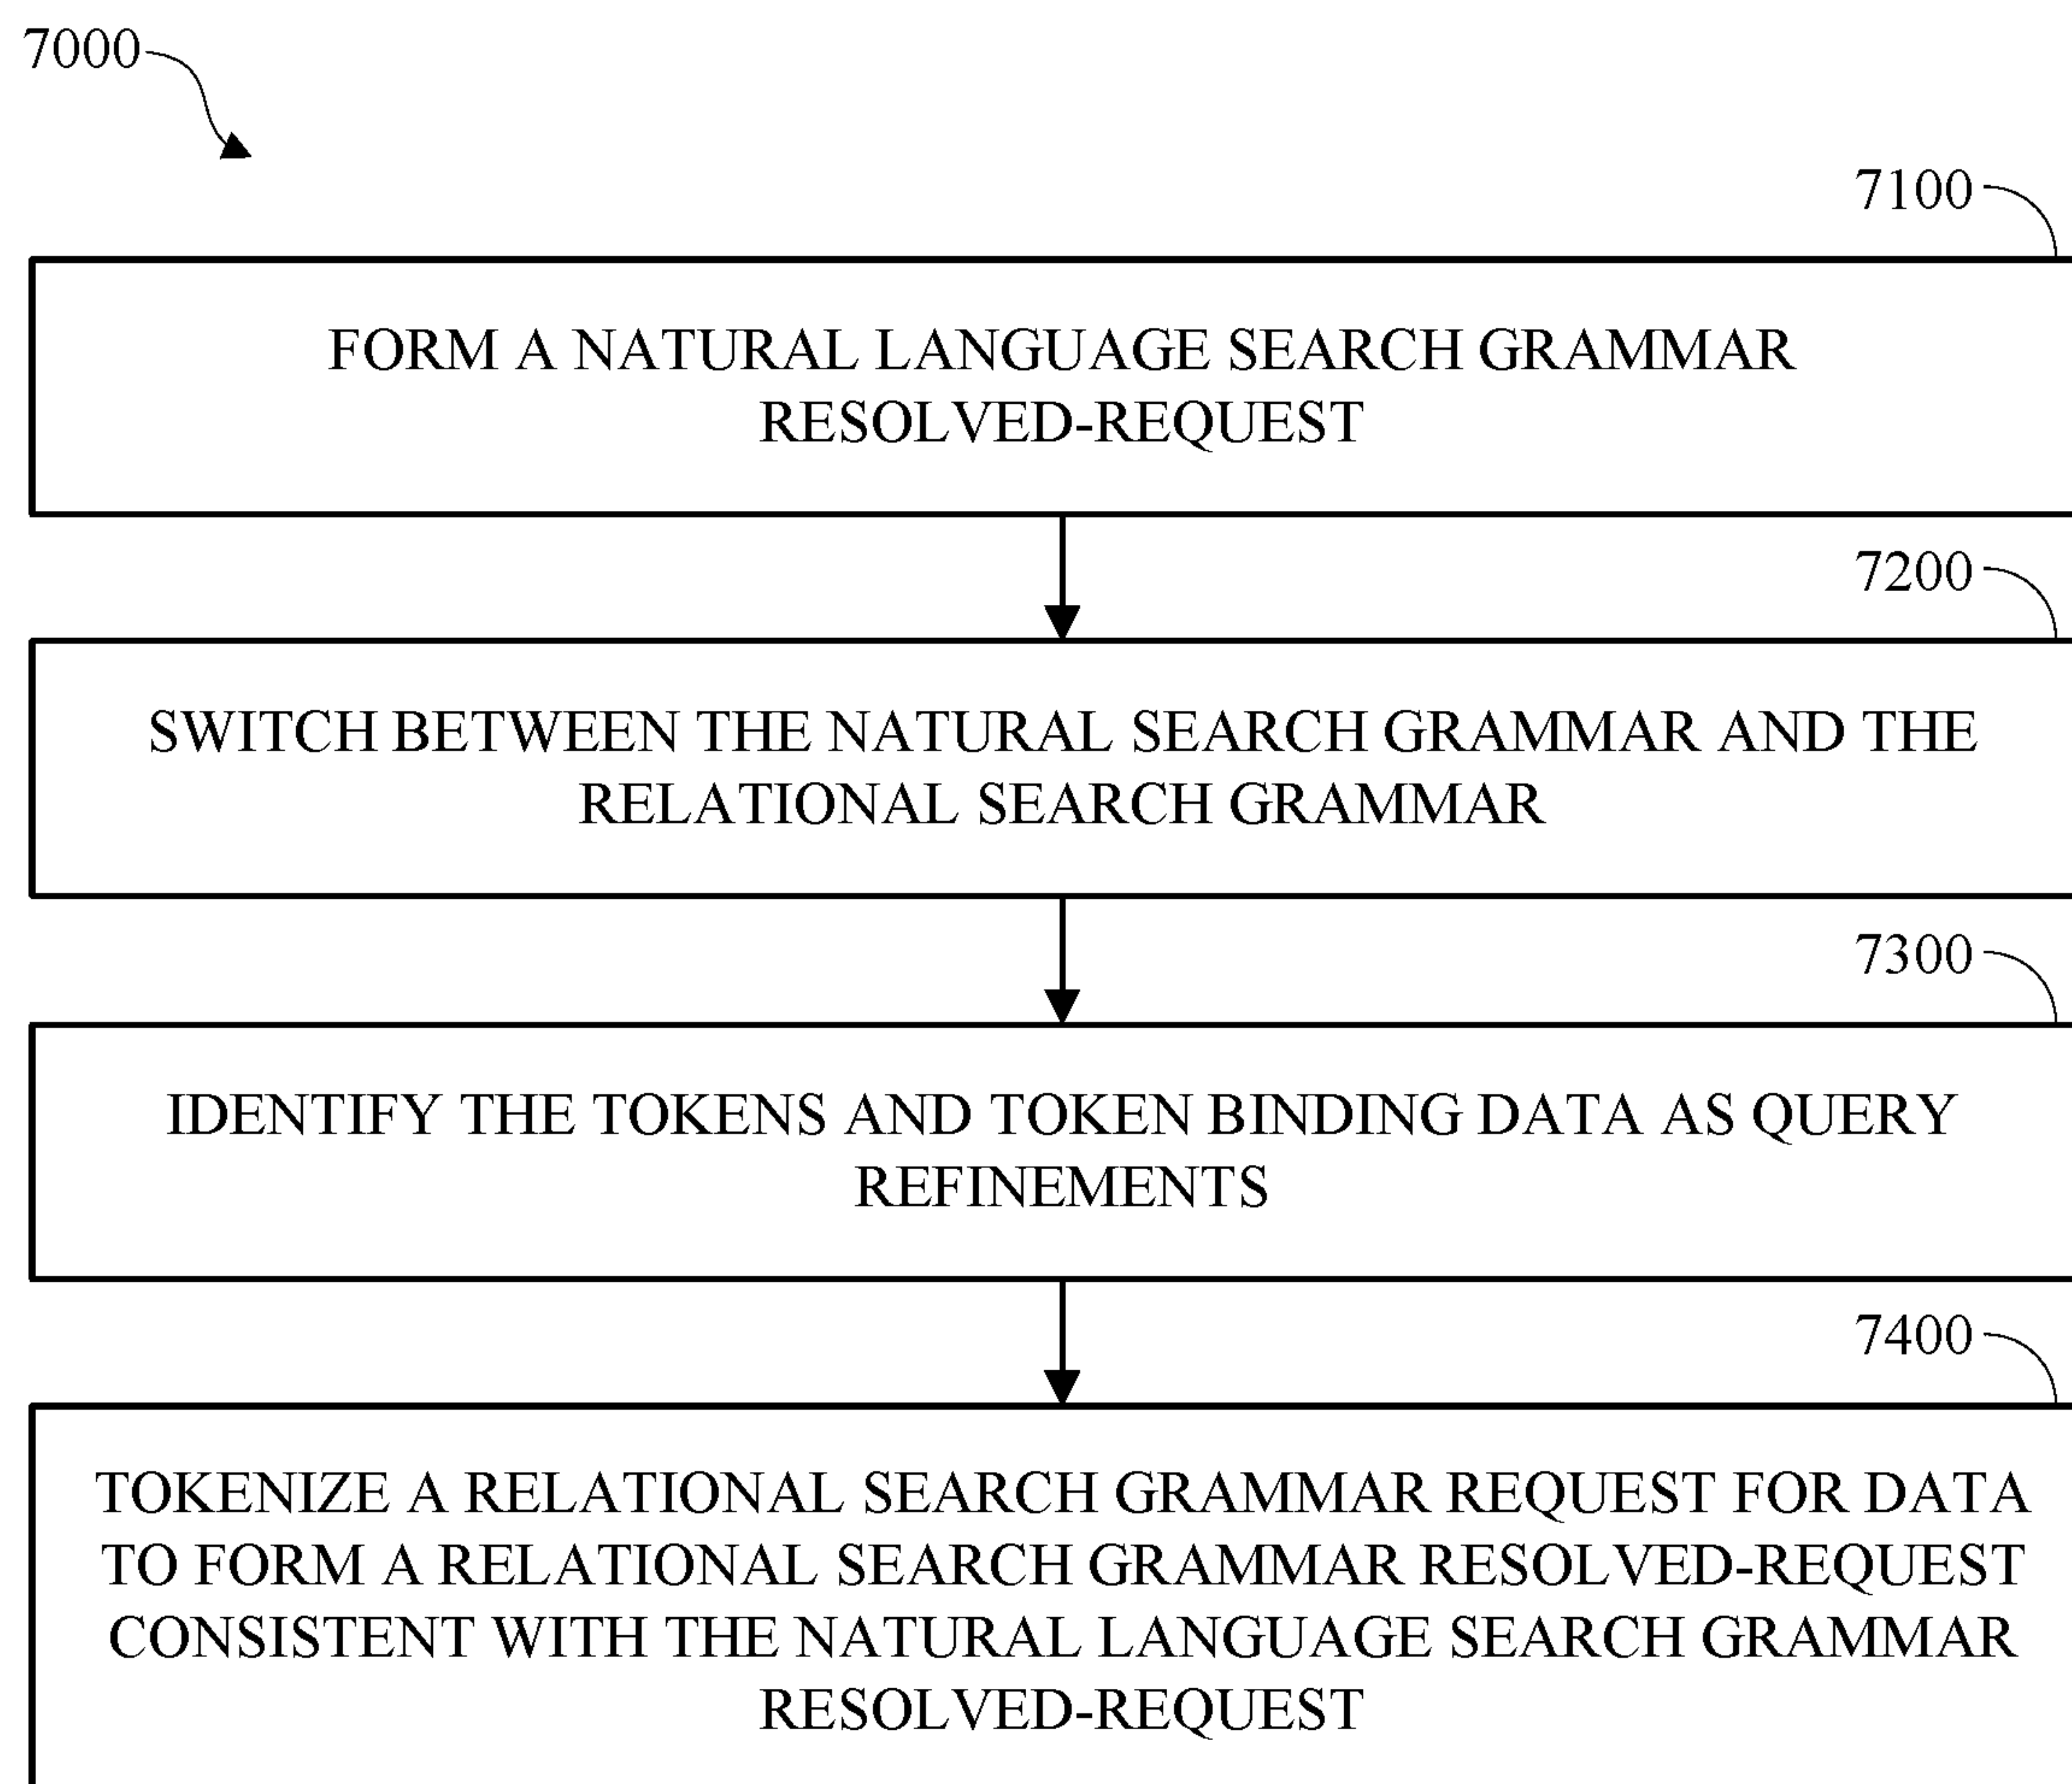 7000
7100
FORM A NATURAL LANGUAGE SEARCH GRAMMAR
RESOLVED-REQUEST
7200
SWITCH BETWEEN THE NATURAL SEARCH GRAMMAR AND THE
RELATIONAL SEARCH GRAMMAR
7300
IDENTIFY THE TOKENS AND TOKEN BINDING DATA AS QUERY
REFINEMENTS
7400
TOKENIZE A RELATIONAL SEARCH GRAMMAR REQUEST FOR DATA
TO FORM A RELATIONAL SEARCH GRAMMAR RESOLVED-REQUEST
CONSISTENT WITH THE NATURAL LANGUAGE SEARCH GRAMMAR
RESOLVED-REQUEST